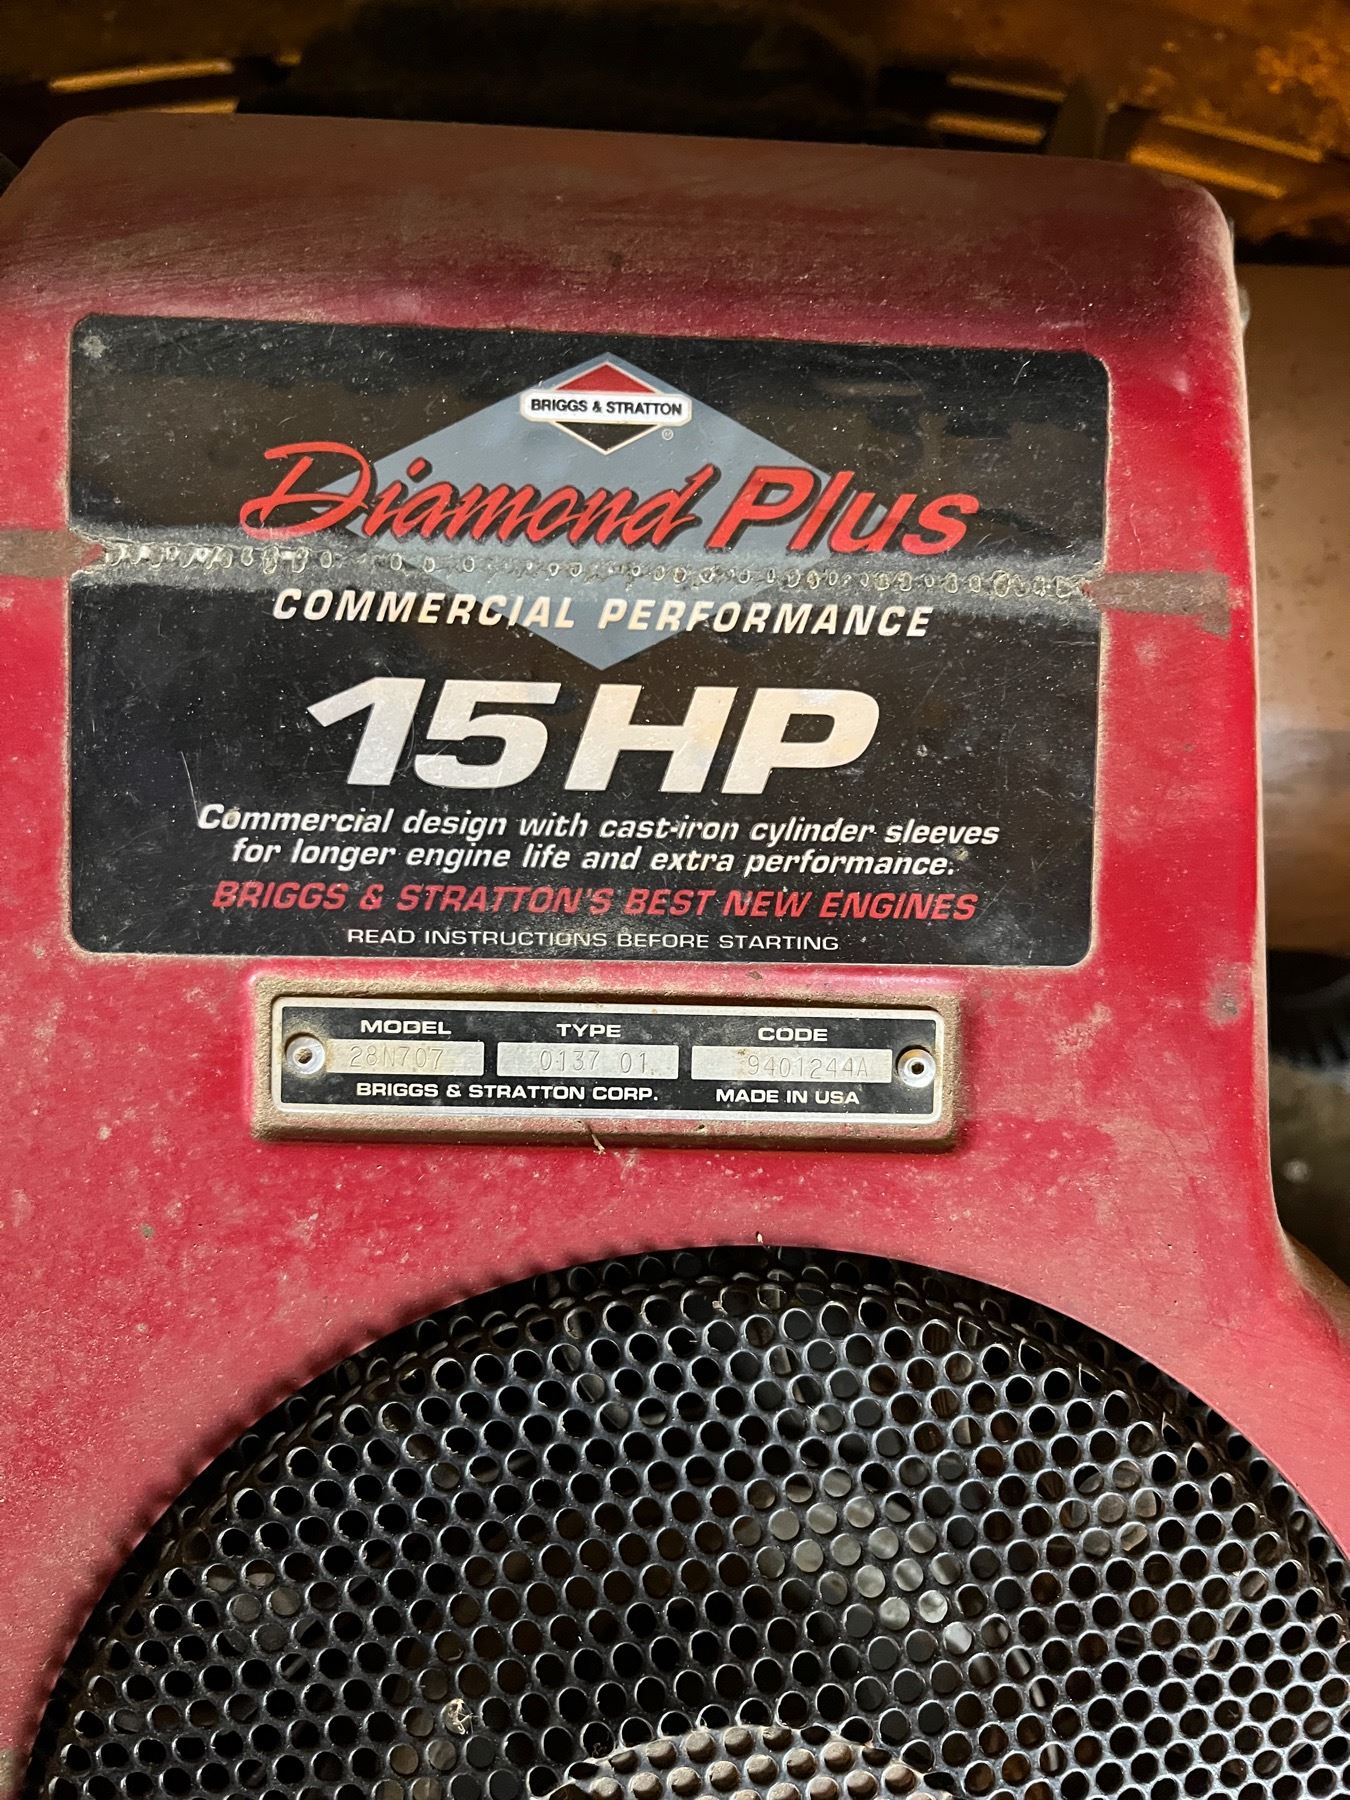 BRIGGS & STRATTON
®
Diamond Plus
COMMERCIAL PERFORMANCE
15 HP
Commercial design with cast-iron cylinder sleeves
for longer engine life and extra performance.
BRIGGS & STRATTON'S BEST NEW ENGINES
READ INSTRUCTIONS BEFORE STARTING
MODEL TYPE CODE
28N707 0137 01 9401244A
BRIGGS & STRATTON CORP. MADE IN USA